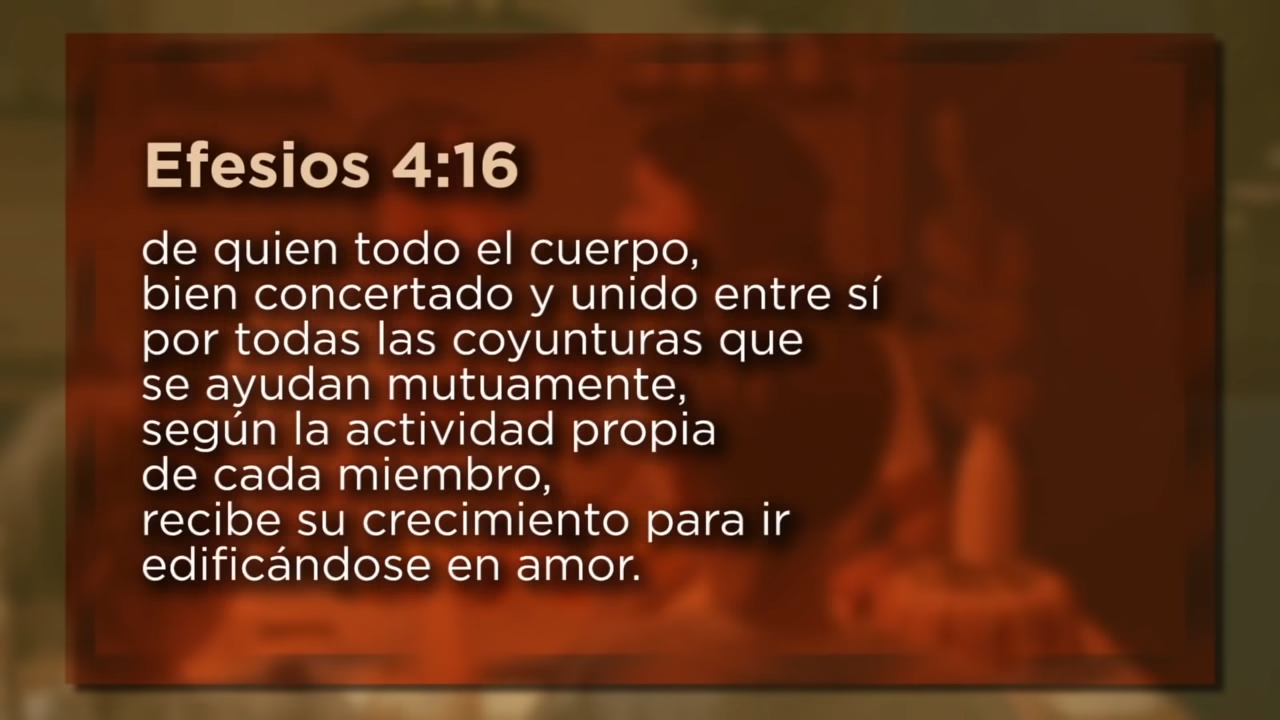 Efesios 4:16
de quien todo el cuerpo,
bien concertado y unido entre sí
por todas las coyunturas que
se ayudan mutuamente,
según la actividad propia
de cada miembro,
recibe su crecimiento para ir
edificándose en amor.